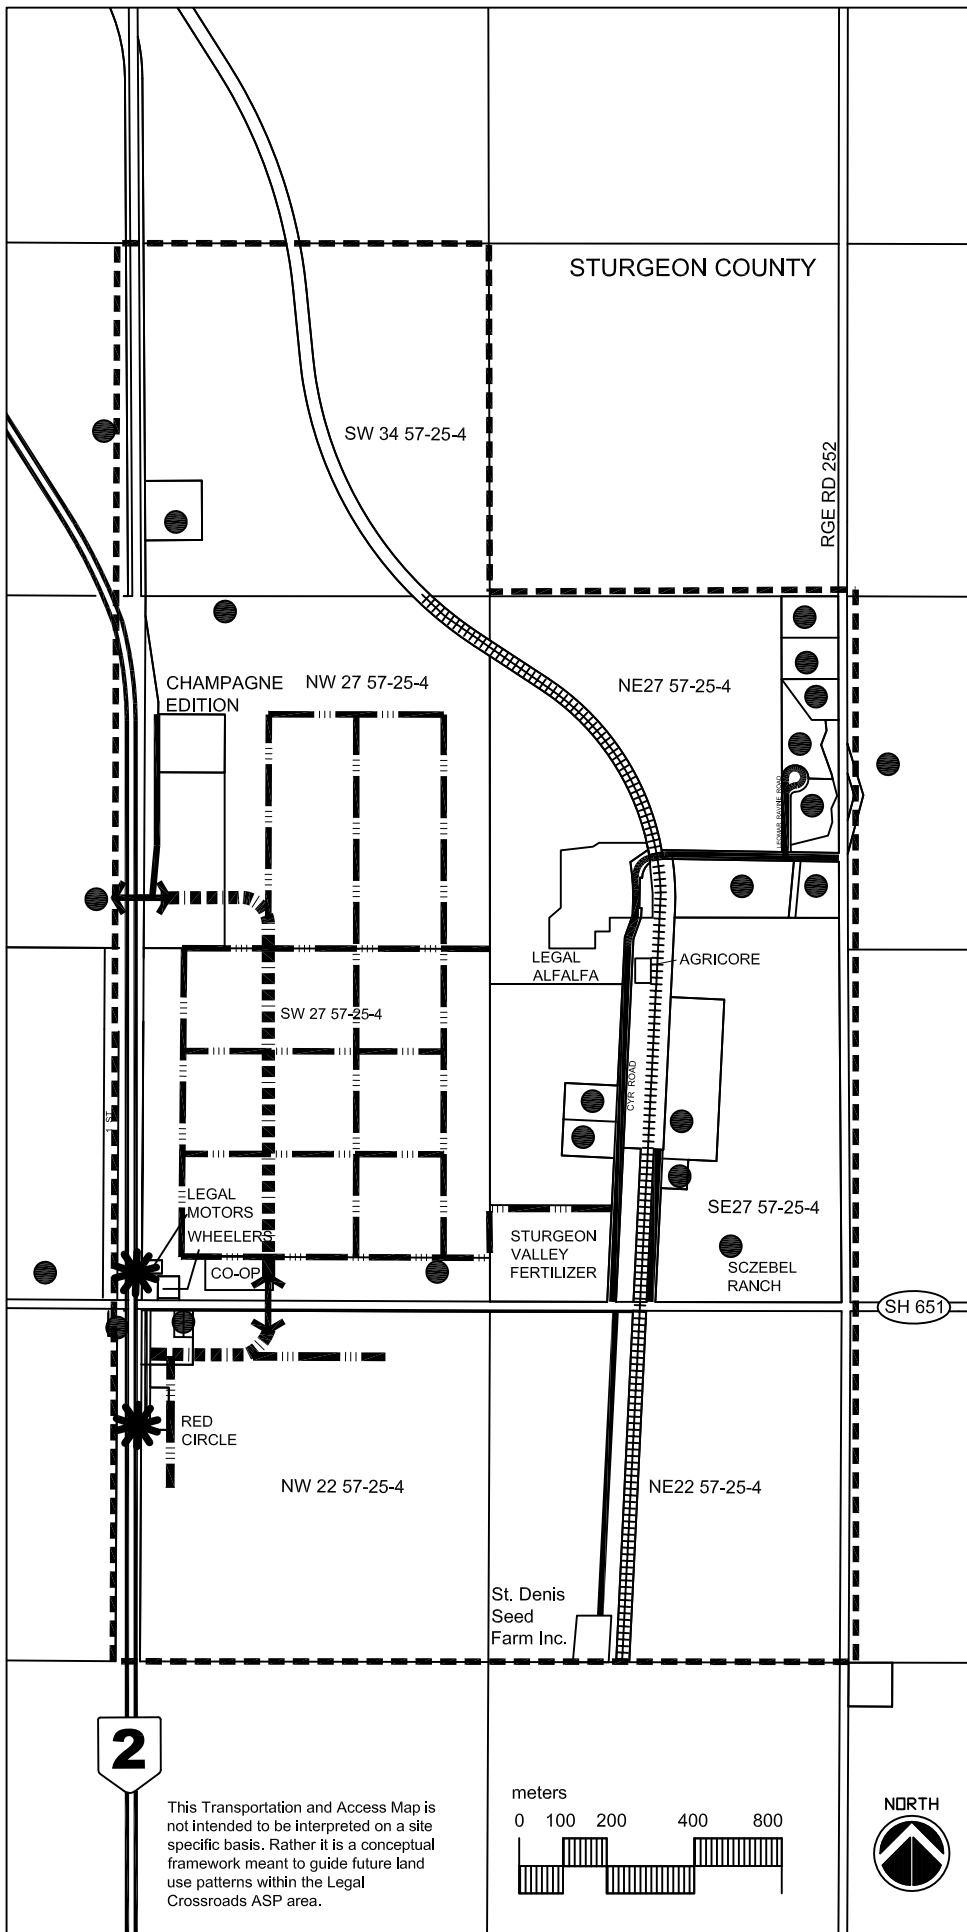 STURGEON COUNTY
SW 34 57-25-4
RGE RD 252
CHAMPAGNE
EDITION
NW 27 57-25-4
NE27 57-25-4
LEOMAR RAVINE ROAD
LEGAL
ALFALFA
AGRICORE
SW 27 57-25-4
CYR ROAD
1 ST.
LEGAL
MOTORS
WHEELERS
CO-OP
STURGEON
VALLEY
FERTILIZER
SE27 57-25-4
SCZEBEL
RANCH
SH 651
RED
CIRCLE
NW 22 57-25-4
NE22 57-25-4
St. Denis
Seed
Farm Inc.
2
This Transportation and Access Map is
not intended to be interpreted on a site
specific basis. Rather it is a conceptual
framework meant to guide future land
use patterns within the Legal
Crossroads ASP area.
meters
0 100 200 400 800
NORTH